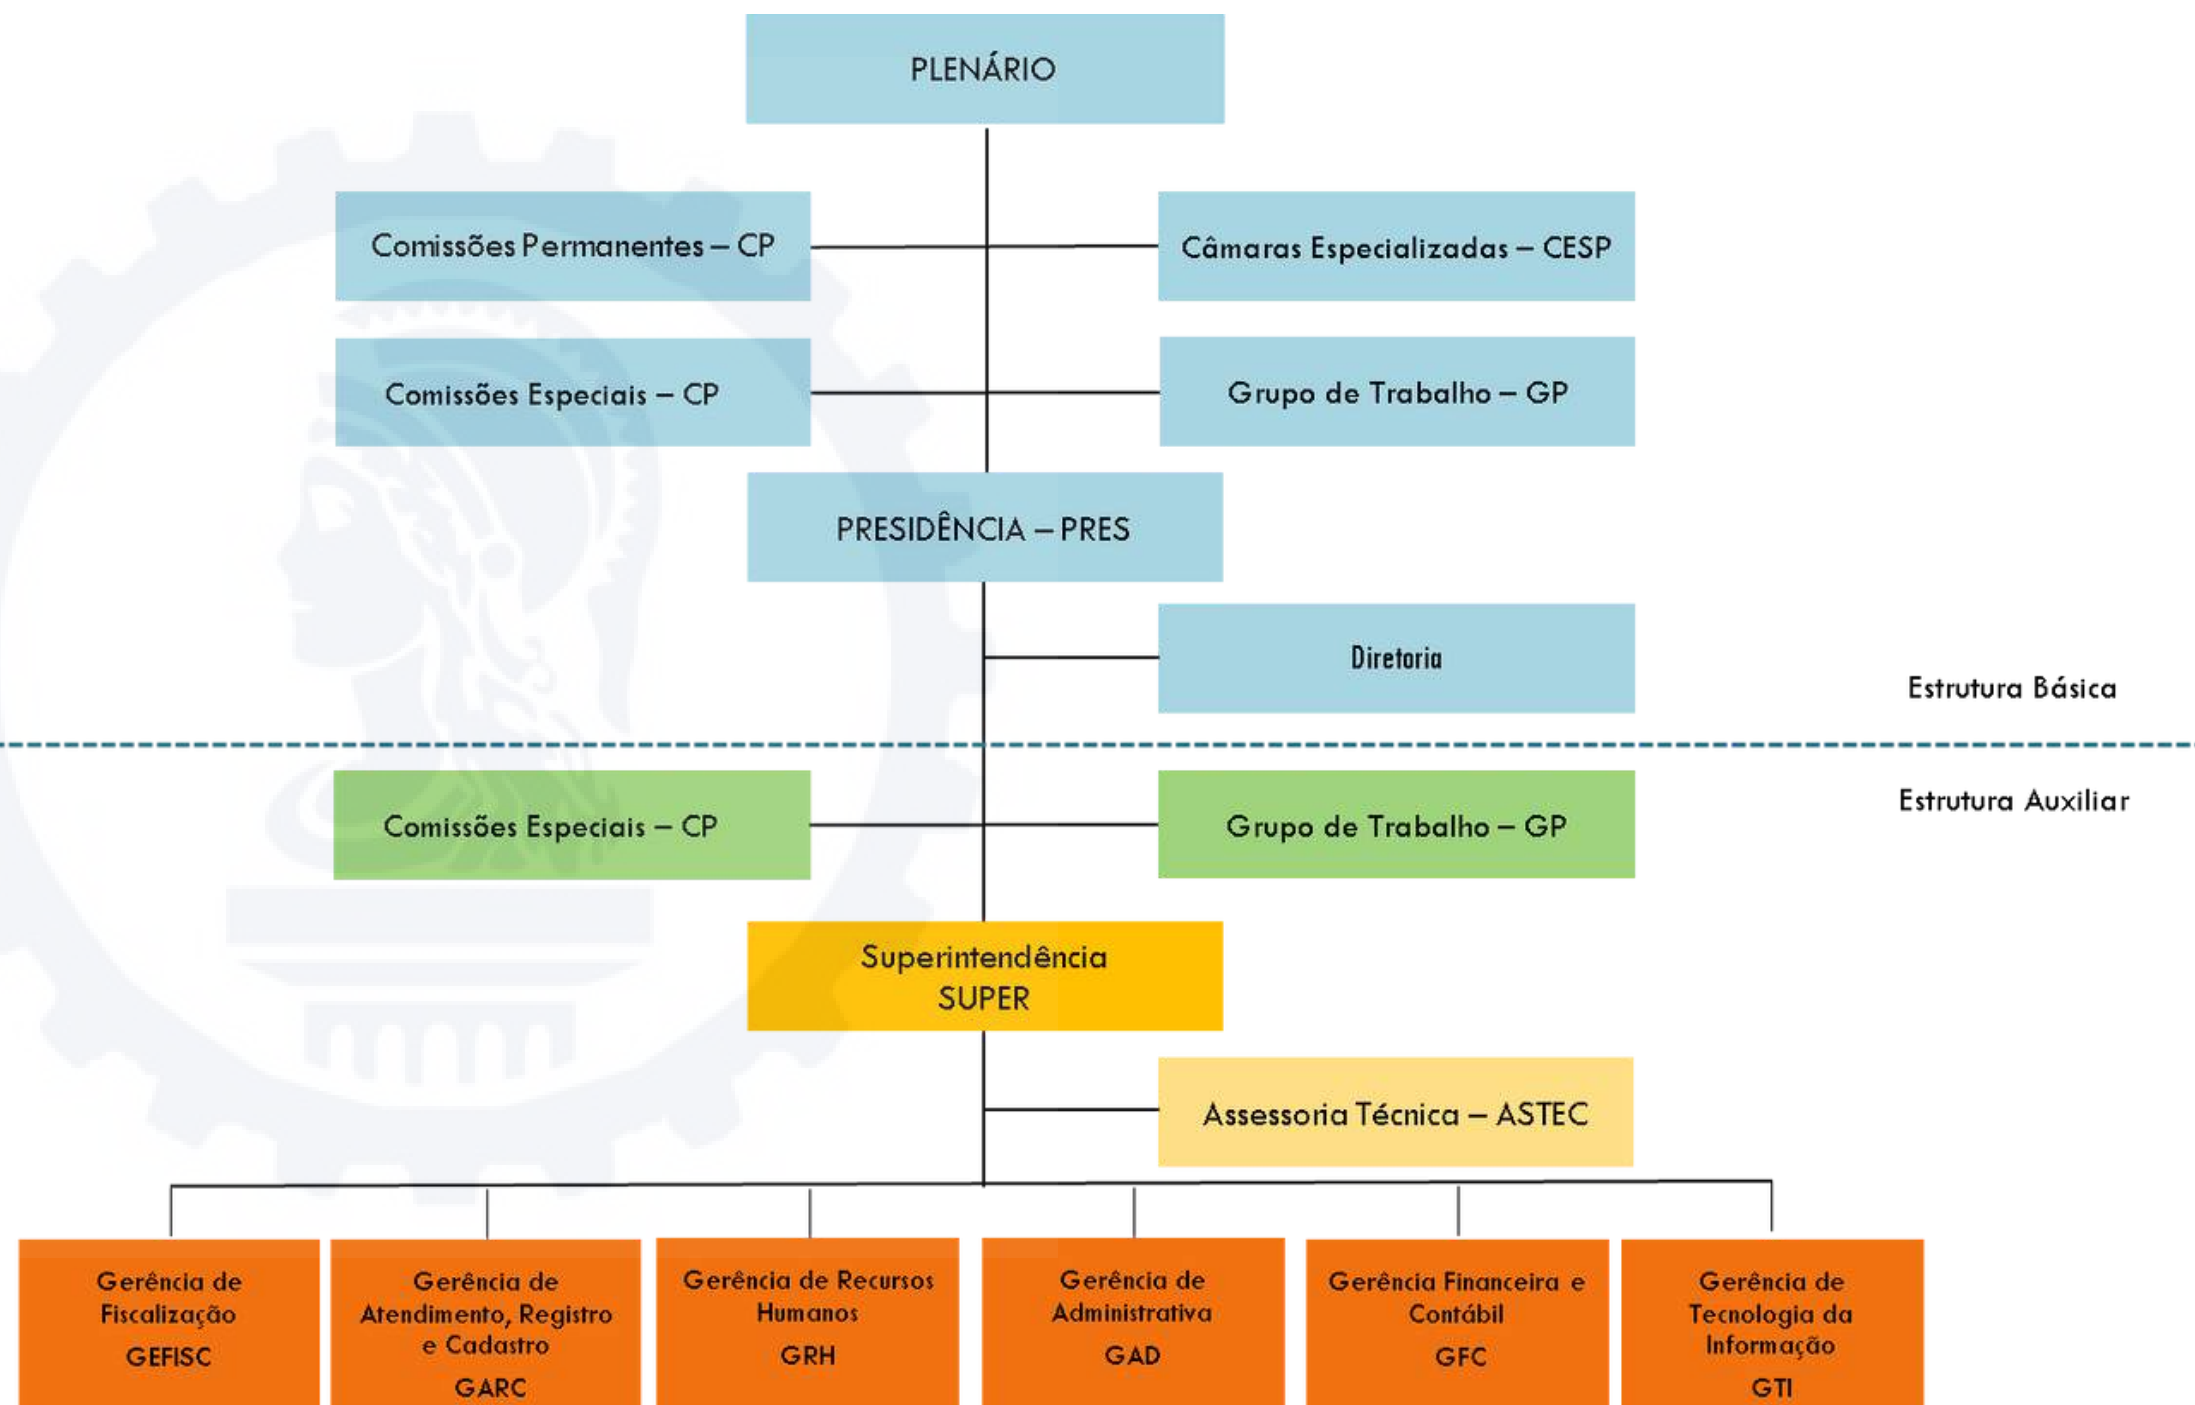 PLENÁRIO
Comissões Permanentes – CP
Câmaras Especializadas – CESP
Comissões Especiais – CP
Grupo de Trabalho – GP
PRESIDÊNCIA – PRES
Diretoria
Estrutura Básica
Estrutura Auxiliar
Comissões Especiais – CP
Grupo de Trabalho – GP
Superintendência
SUPER
Assessoria Técnica – ASTEC
Gerência de
Fiscalização
GEFISC
Gerência de
Atendimento, Registro
e Cadastro
GARC
Gerência de Recursos
Humanos
GRH
Gerência de
Administrativa
GAD
Gerência Financeira e
Contábil
GFC
Gerência de
Tecnologia da
Informação
GTI